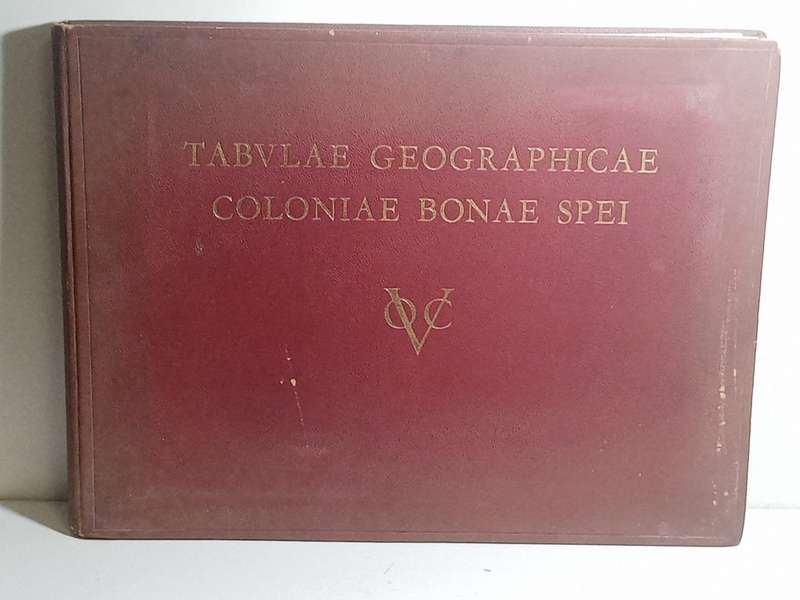 TABVLAE GEOGRAPHICAE
COLONIAE BONAE SPEI
VOC